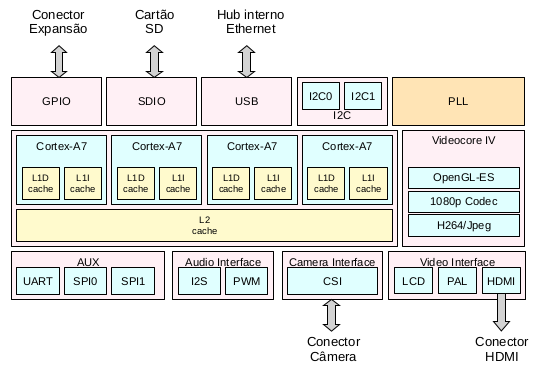 Conector
Expansão
Cartão
SD
Hub interno
Ethernet
GPIO
SDIO
USB
I2C0
I2C1
I2C
PLL
Cortex-A7
Cortex-A7
Cortex-A7
Cortex-A7
Videocore IV
L1D
cache
L1I
cache
L1D
cache
L1I
cache
L1D
cache
L1I
cache
L1D
cache
L1I
cache
OpenGL-ES
1080p Codec
H264/Jpeg
L2
cache
AUX
UART
SPI0
SPI1
Audio Interface
I2S
PWM
Camera Interface
CSI
Video Interface
LCD
PAL
HDMI
Conector
Câmera
Conector
HDMI